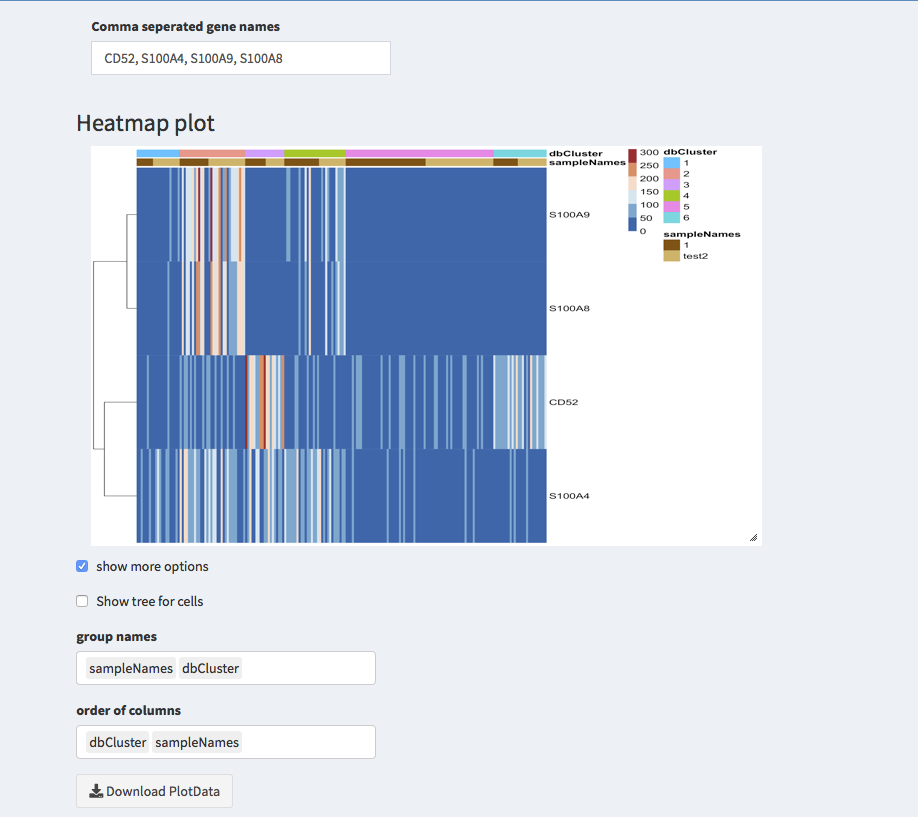 Comma seperated gene names
CD52, S100A4, S100A9, S100A8
Heatmap plot
dbCluster
sampleNames
S100A9
S100A8
CD52
S100A4
300
250
200
150
100
50
0
dbCluster
1
2
3
4
5
6
sampleNames
1
test2
show more options
Show tree for cells
group names
sampleNames dbCluster
order of columns
dbCluster sampleNames
Download PlotData